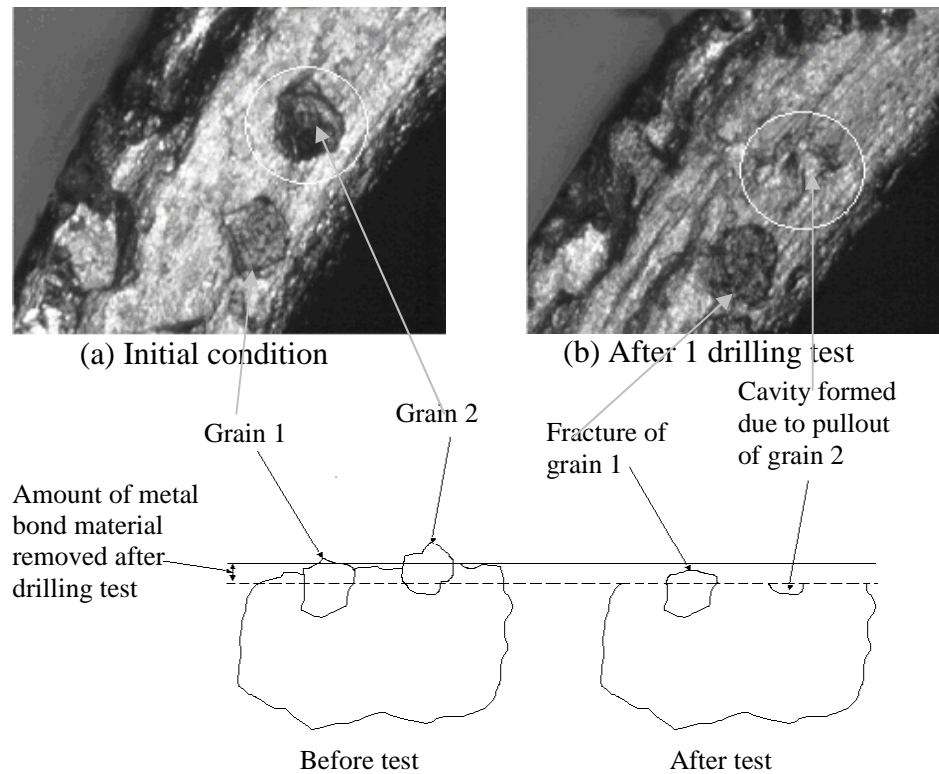 (a) Initial condition
(b) After 1 drilling test
Grain 1
Grain 2
Fracture of
grain 1
Cavity formed
due to pullout
of grain 2
Amount of metal
bond material
removed after
drilling test
Before test
After test